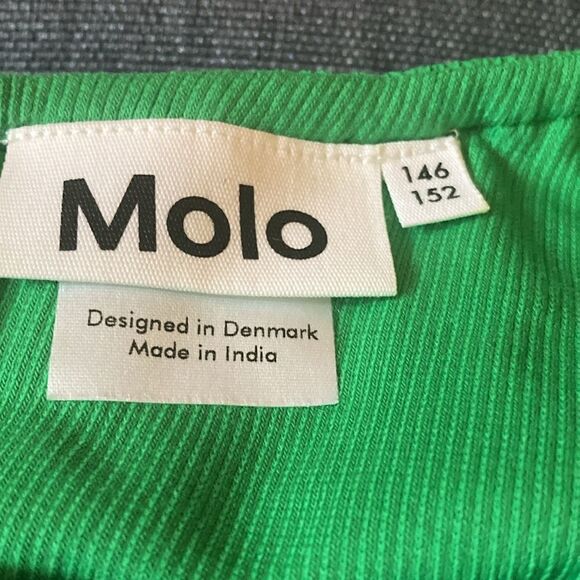 Molo
146
152
Designed in Denmark
Made in India